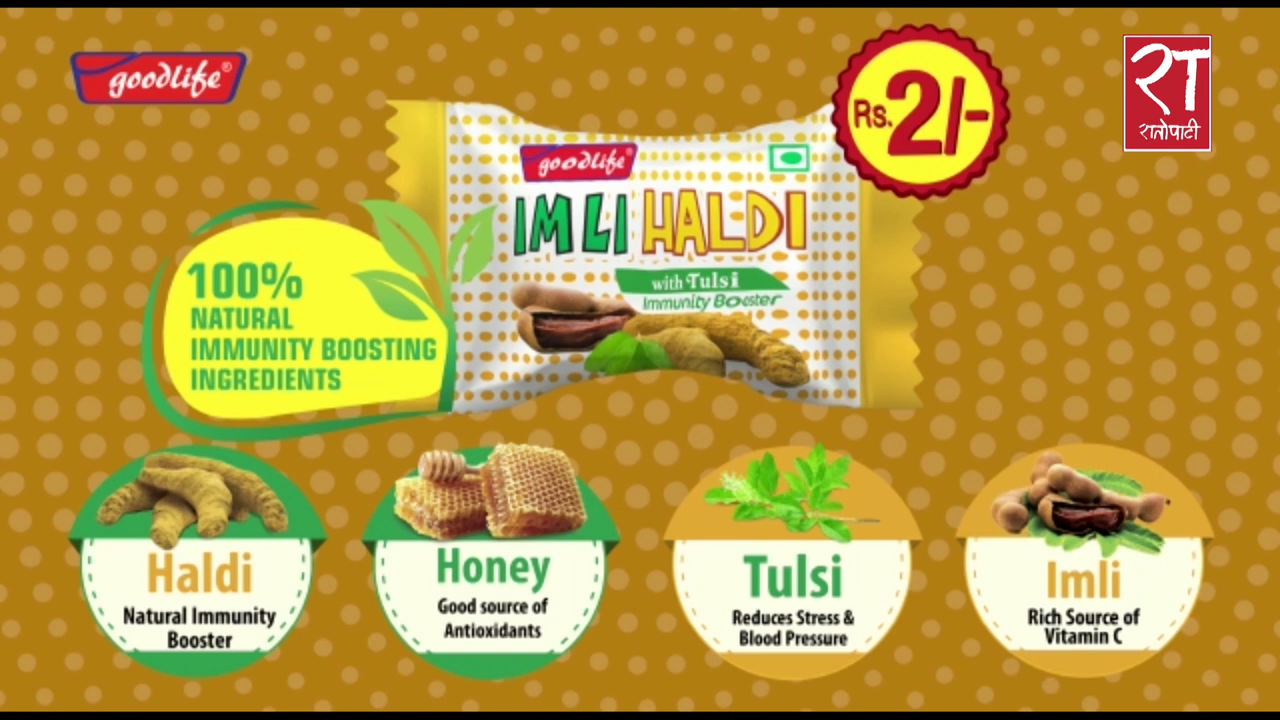 goodlife®
Rs. 2/-
रा
रातोपाटी
goodlife®
IMLI HALDI
with Tulsi
Immunity Booster
100%
NATURAL
IMMUNITY BOOSTING
INGREDIENTS
Haldi
Natural Immunity
Booster
Honey
Good source of
Antioxidants
Tulsi
Reduces Stress &
Blood Pressure
Imli
Rich Source of
Vitamin C